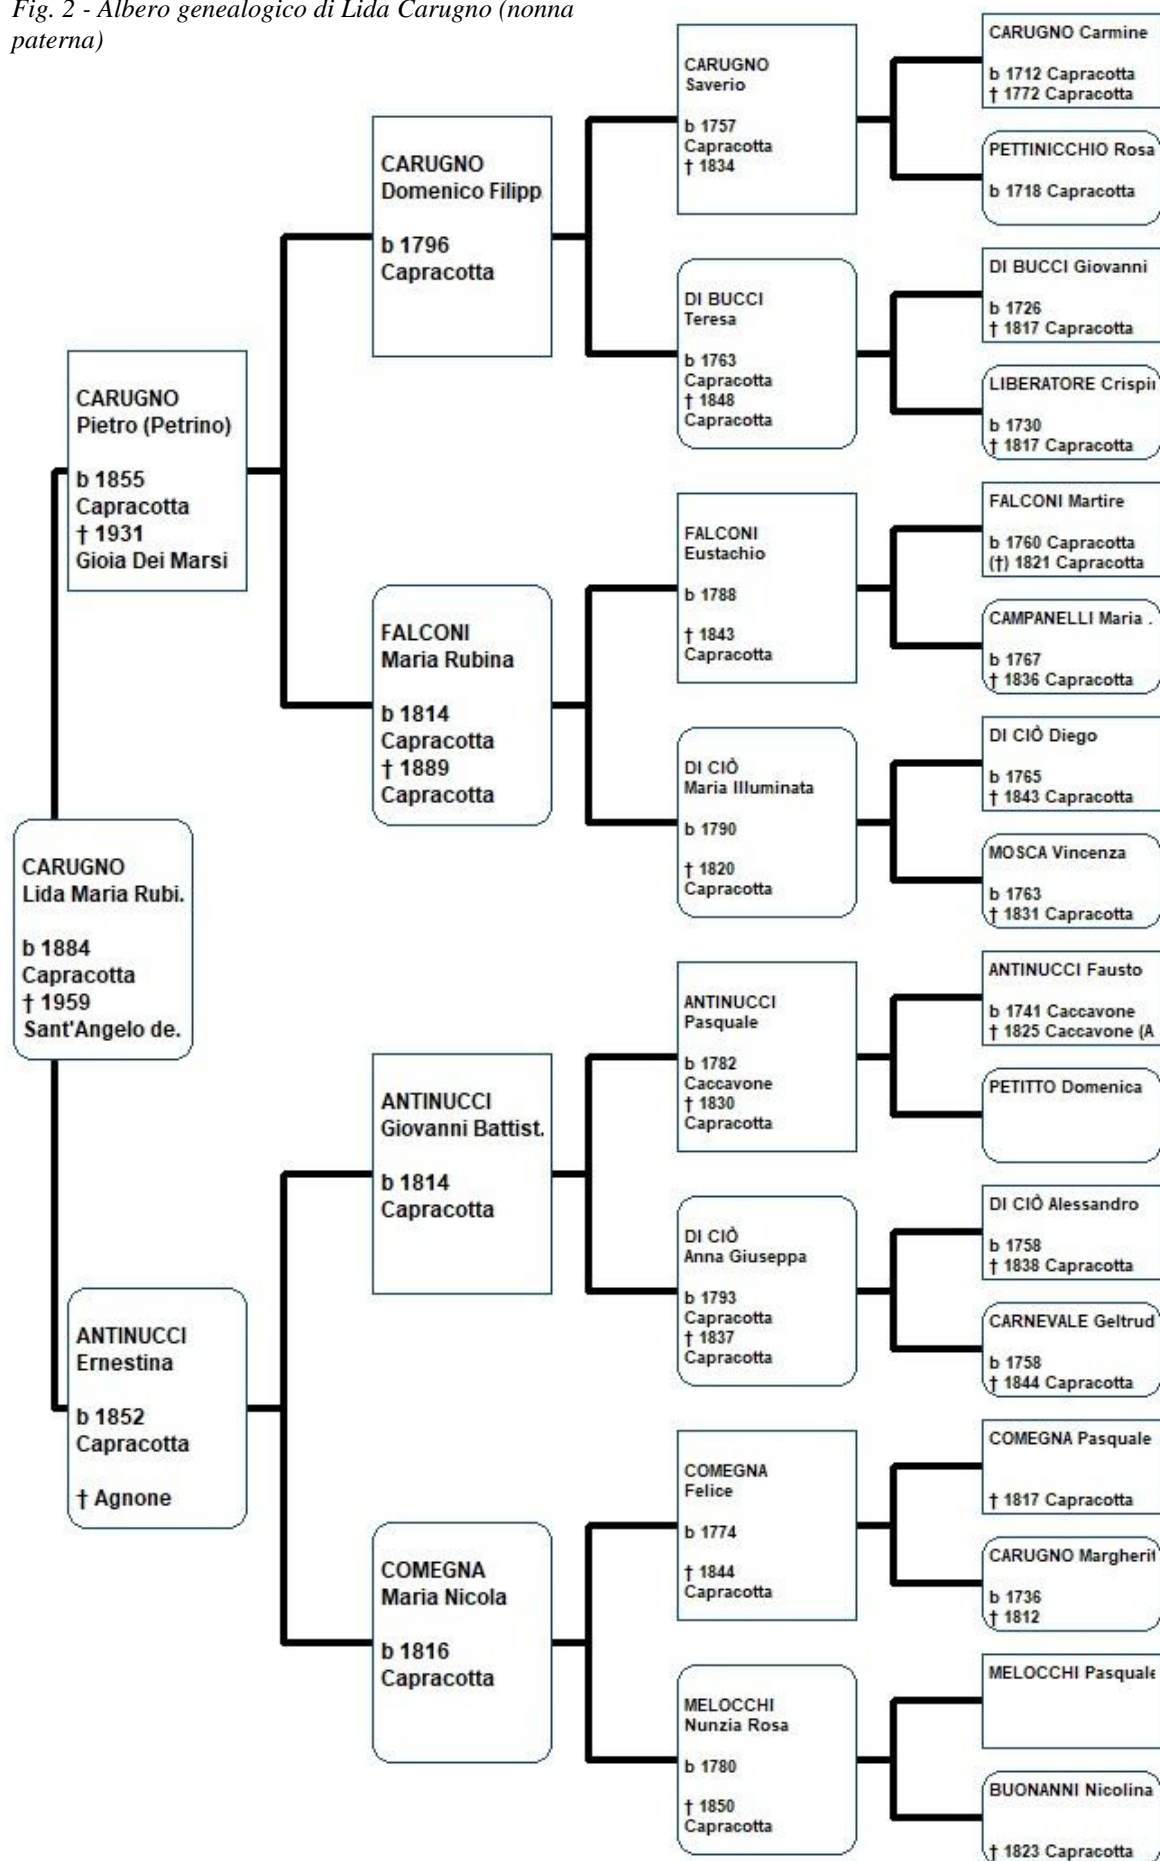 Fig. 2 - Albero genealogico di Lida Carugno (nonna
paterna)
CARUGNO
Lida Maria Rubi.
b 1884
Capracotta
† 1959
Sant'Angelo de.
CARUGNO
Pietro (Petrino)
b 1855
Capracotta
† 1931
Gioia Dei Marsi
ANTINUCCI
Ernestina
b 1852
Capracotta
† Agnone
CARUGNO
Domenico Filipp
b 1796
Capracotta
FALCONI
Maria Rubina
b 1814
Capracotta
† 1889
Capracotta
ANTINUCCI
Giovanni Battist.
b 1814
Capracotta
COMEGNA
Maria Nicola
b 1816
Capracotta
CARUGNO
Saverio
b 1757
Capracotta
† 1834
DI BUCCI
Teresa
b 1763
Capracotta
† 1848
Capracotta
FALCONI
Eustachio
b 1788
† 1843
Capracotta
DI CIÒ
Maria Illuminata
b 1790
† 1820
Capracotta
ANTINUCCI
Pasquale
b 1782
Caccavone
† 1830
Capracotta
DI CIÒ
Anna Giuseppa
b 1793
Capracotta
† 1837
Capracotta
COMEGNA
Felice
b 1774
† 1844
Capracotta
MELOCCHI
Nunzia Rosa
b 1780
† 1850
Capracotta
CARUGNO Carmine
b 1712 Capracotta
† 1772 Capracotta
PETTINICCHIO Rosa
b 1718 Capracotta
DI BUCCI Giovanni
b 1726
† 1817 Capracotta
LIBERATORE Crispi
b 1730
† 1817 Capracotta
FALCONI Martire
b 1760 Capracotta
(†) 1821 Capracotta
CAMPANELLI Maria .
b 1767
† 1836 Capracotta
DI CIÒ Diego
b 1765
† 1843 Capracotta
MOSCA Vincenza
b 1763
† 1831 Capracotta
ANTINUCCI Fausto
b 1741 Caccavone
† 1825 Caccavone (A
PETITTO Domenica
DI CIÒ Alessandro
b 1758
† 1838 Capracotta
CARNEVALE Geltrud
b 1758
† 1844 Capracotta
COMEGNA Pasquale
† 1817 Capracotta
CARUGNO Margherit
b 1736
† 1812
MELOCCHI Pasquale
BUONANNI Nicolina
† 1823 Capracotta